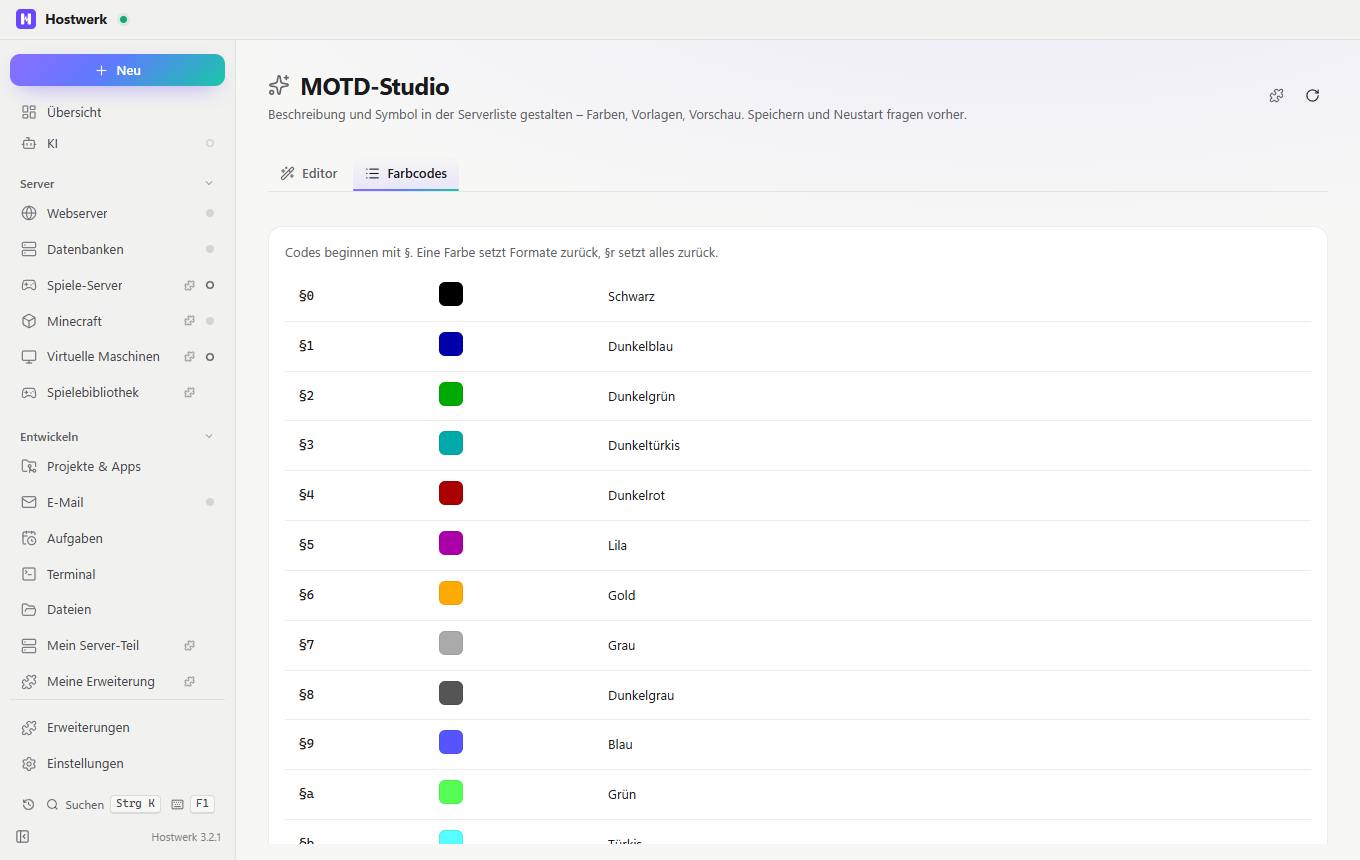 Hostwerk
Neu
Übersicht
KI
Server
Webserver
Datenbanken
Spiele-Server
Minecraft
Virtuelle Maschinen
Spielebibliothek
Entwickeln
Projekte & Apps
E-Mail
Aufgaben
Terminal
Dateien
Mein Server-Teil
Meine Erweiterung
Erweiterungen
Einstellungen
Suchen Strg K F1
Hostwerk 3.2.1
MOTD-Studio
Beschreibung und Symbol in der Serverliste gestalten – Farben, Vorlagen, Vorschau. Speichern und Neustart fragen vorher.
Editor Farbcodes
Codes beginnen mit §. Eine Farbe setzt Formate zurück, §r setzt alles zurück.
§0 Schwarz
§1 Dunkelblau
§2 Dunkelgrün
§3 Dunkeltürkis
§4 Dunkelrot
§5 Lila
§6 Gold
§7 Grau
§8 Dunkelgrau
§9 Blau
§a Grün
§b Türkis